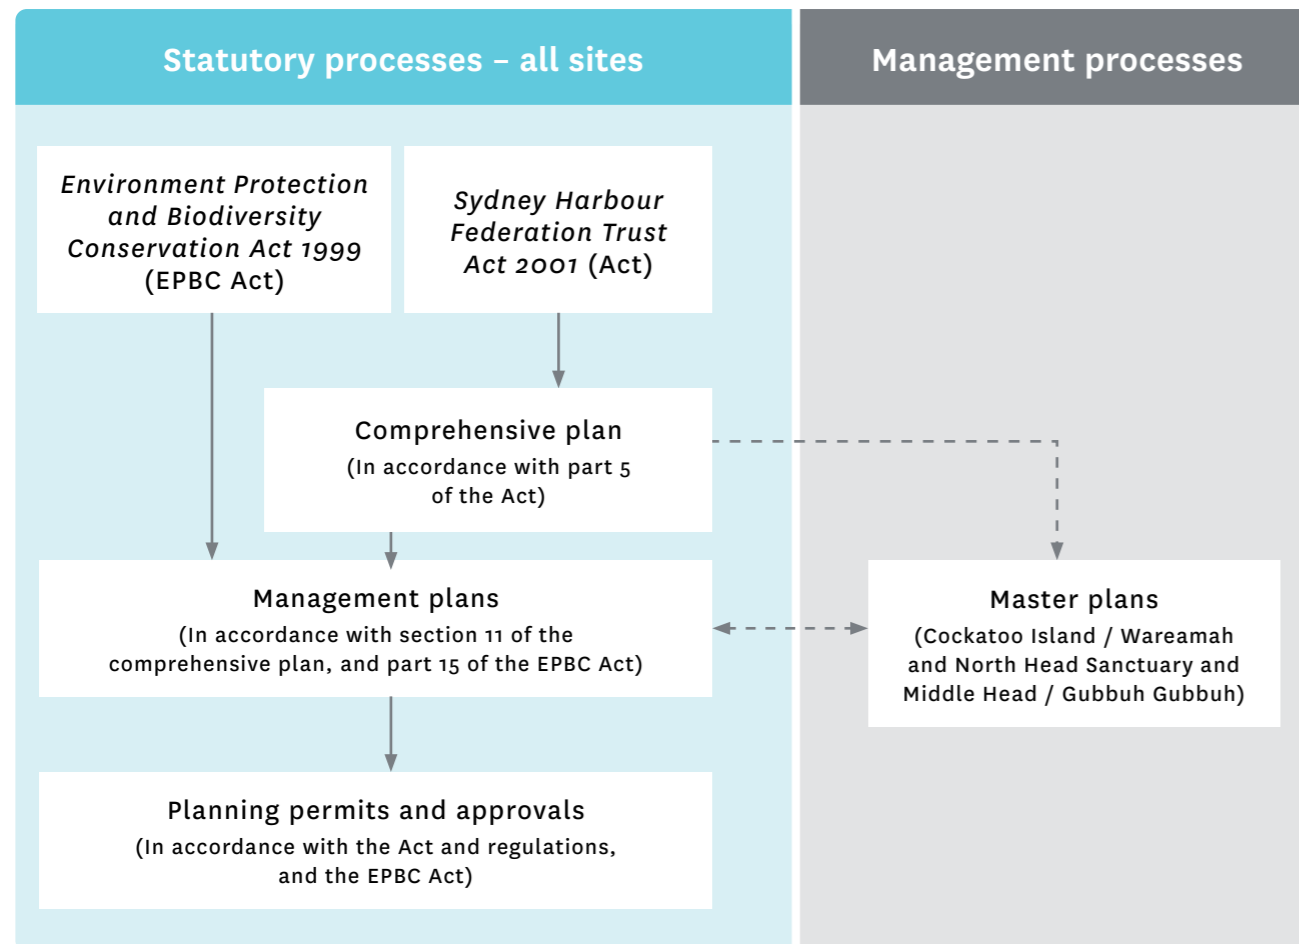 Statutory processes – all sites
Management processes
Environment Protection
and Biodiversity
Conservation Act 1999
(EPBC Act)
Sydney Harbour
Federation Trust
Act 2001 (Act)
Comprehensive plan
(In accordance with part 5
of the Act)
Management plans
(In accordance with section 11 of the
comprehensive plan, and part 15 of the EPBC Act)
Master plans
(Cockatoo Island / Wareamah
and North Head Sanctuary and
Middle Head / Gubbuh Gubbuh)
Planning permits and approvals
(In accordance with the Act and regulations,
and the EPBC Act)